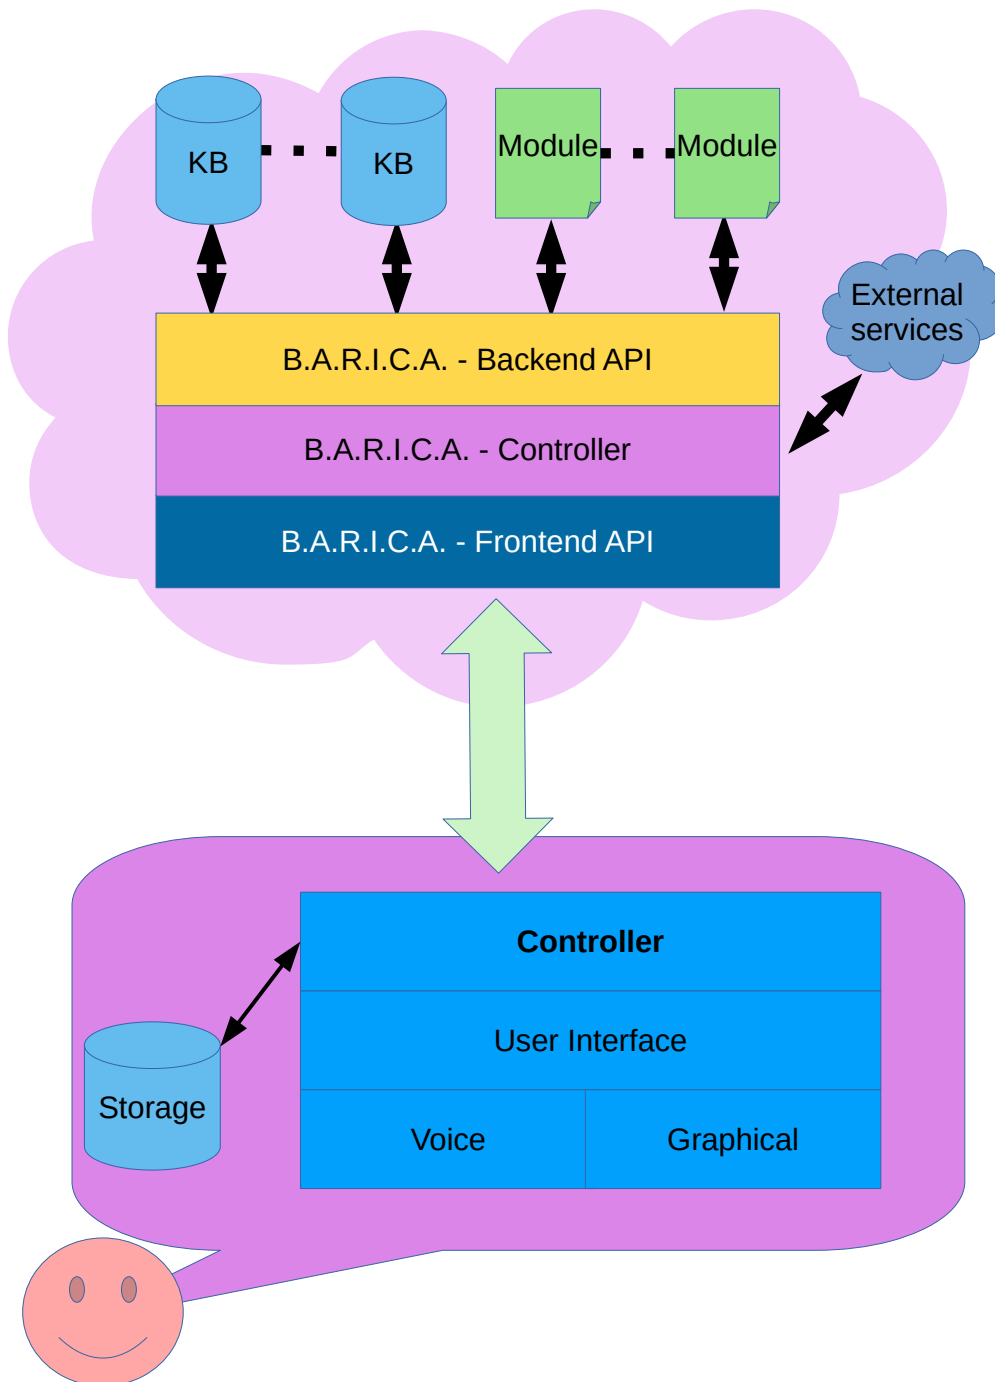 KB
KB
Module
Module
External
services
B.A.R.I.C.A. - Backend API
B.A.R.I.C.A. - Controller
B.A.R.I.C.A. - Frontend API
Controller
User Interface
Storage
Voice
Graphical